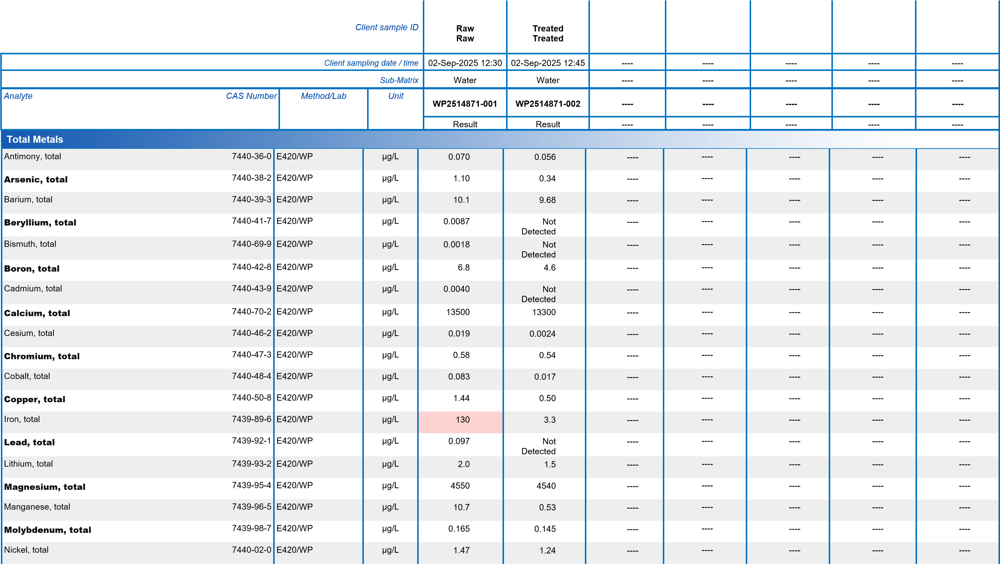 Client sample ID
Raw Treated
Raw Treated
Client sampling date / time 02-Sep-2025 12:30 02-Sep-2025 12:45 ---- ---- ---- ---- ----
Sub-Matrix Water Water ---- ---- ---- ---- ----
Analyte CAS Number Method/Lab Unit WP2514871-001 WP2514871-002 ---- ---- ---- ---- ----
Result Result ---- ---- ---- ---- ----
Total Metals
Antimony, total 7440-36-0 E420/WP µg/L 0.070 0.056 ---- ---- ---- ---- ----
Arsenic, total 7440-38-2 E420/WP µg/L 1.10 0.34 ---- ---- ---- ---- ----
Barium, total 7440-39-3 E420/WP µg/L 10.1 9.68 ---- ---- ---- ---- ----
Beryllium, total 7440-41-7 E420/WP µg/L 0.0087 Not ---- ---- ---- ---- ----
Detected
Bismuth, total 7440-69-9 E420/WP µg/L 0.0018 Not ---- ---- ---- ---- ----
Detected
Boron, total 7440-42-8 E420/WP µg/L 6.8 4.6 ---- ---- ---- ---- ----
Cadmium, total 7440-43-9 E420/WP µg/L 0.0040 Not ---- ---- ---- ---- ----
Detected
Calcium, total 7440-70-2 E420/WP µg/L 13500 13300 ---- ---- ---- ---- ----
Cesium, total 7440-46-2 E420/WP µg/L 0.019 0.0024 ---- ---- ---- ---- ----
Chromium, total 7440-47-3 E420/WP µg/L 0.58 0.54 ---- ---- ---- ---- ----
Cobalt, total 7440-48-4 E420/WP µg/L 0.083 0.017 ---- ---- ---- ---- ----
Copper, total 7440-50-8 E420/WP µg/L 1.44 0.50 ---- ---- ---- ---- ----
Iron, total 7439-89-6 E420/WP µg/L 130 3.3 ---- ---- ---- ---- ----
Lead, total 7439-92-1 E420/WP µg/L 0.097 Not ---- ---- ---- ---- ----
Detected
Lithium, total 7439-93-2 E420/WP µg/L 2.0 1.5 ---- ---- ---- ---- ----
Magnesium, total 7439-95-4 E420/WP µg/L 4550 4540 ---- ---- ---- ---- ----
Manganese, total 7439-96-5 E420/WP µg/L 10.7 0.53 ---- ---- ---- ---- ----
Molybdenum, total 7439-98-7 E420/WP µg/L 0.165 0.145 ---- ---- ---- ---- ----
Nickel, total 7440-02-0 E420/WP µg/L 1.47 1.24 ---- ---- ---- ---- ----